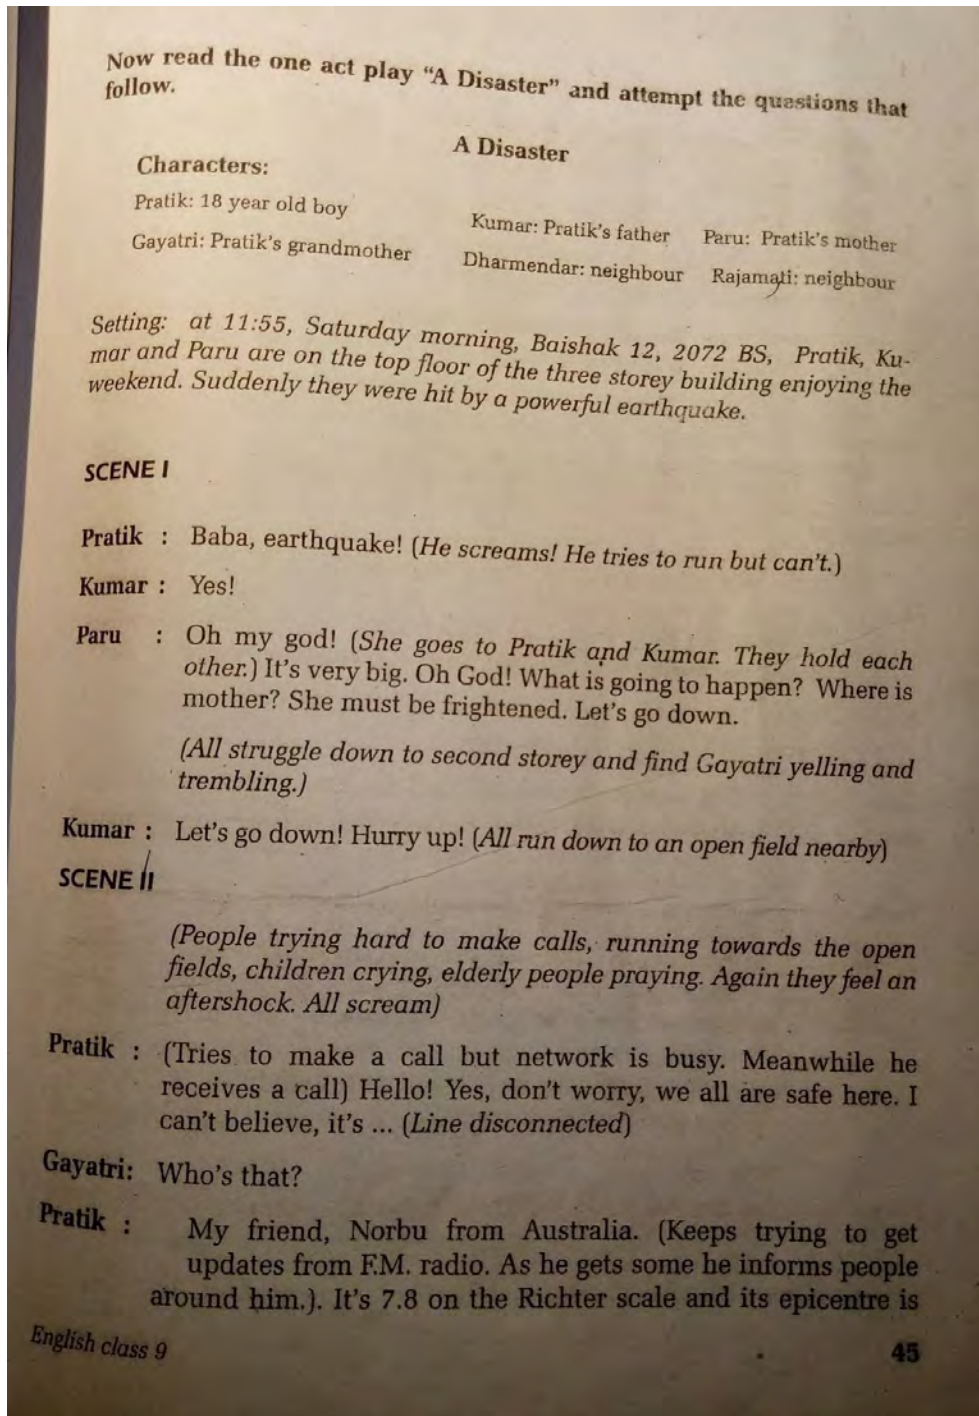 Now read the one act play “A Disaster” and attempt the questions that
follow.
A Disaster
Characters:
Pratik: 18 year old boy
Kumar: Pratik's father Paru: Pratik's mother
Gayatri: Pratik's grandmother
Dharmendar: neighbour Rajamati: neighbour
Setting: at 11:55, Saturday morning, Baishak 12, 2072 BS, Pratik, Ku-
mar and Paru are on the top floor of the three storey building enjoying the
weekend. Suddenly they were hit by a powerful earthquake.
SCENE I
Pratik : Baba, earthquake! (He screams! He tries to run but can't.)
Kumar : Yes!
Paru : Oh my god! (She goes to Pratik and Kumar. They hold each
other.) It's very big. Oh God! What is going to happen? Where is
mother? She must be frightened. Let's go down.
(All struggle down to second storey and find Gayatri yelling and
trembling.)
Kumar : Let's go down! Hurry up! (All run down to an open field nearby)
SCENE II
(People trying hard to make calls, running towards the open
fields, children crying, elderly people praying. Again they feel an
aftershock. All scream)
Pratik : (Tries to make a call but network is busy. Meanwhile he
receives a call) Hello! Yes, don't worry, we all are safe here. I
can't believe, it's ... (Line disconnected)
Gayatri: Who's that?
Pratik : My friend, Norbu from Australia. (Keeps trying to get
updates from F.M. radio. As he gets some he informs people
around him.). It's 7.8 on the Richter scale and its epicentre is
English class 9 45